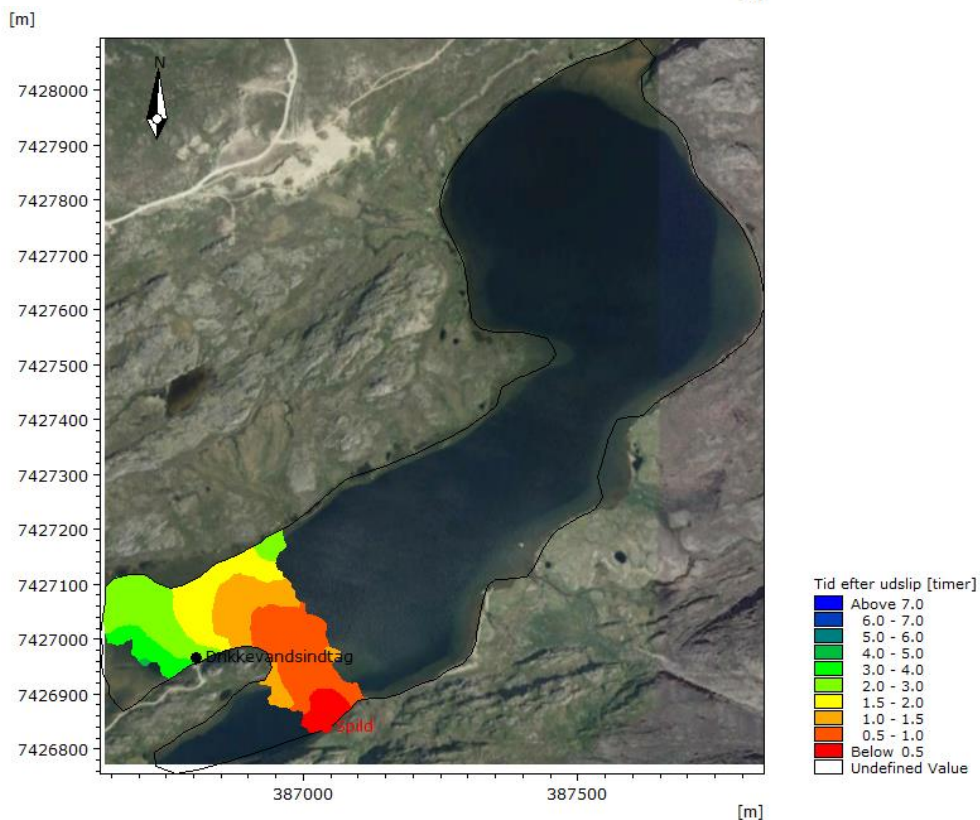 [m]
N
7428000
7427900
7427800
7427700
7427600
7427500
7427400
7427300
7427200
7427100
7427000
7426900
7426800
Drikkevandsindtag
Spild
387000
387500
[m]
Tid efter udslip [timer]
Above 7.0
6.0 - 7.0
5.0 - 6.0
4.0 - 5.0
3.0 - 4.0
2.0 - 3.0
1.5 - 2.0
1.0 - 1.5
0.5 - 1.0
Below 0.5
Undefined Value